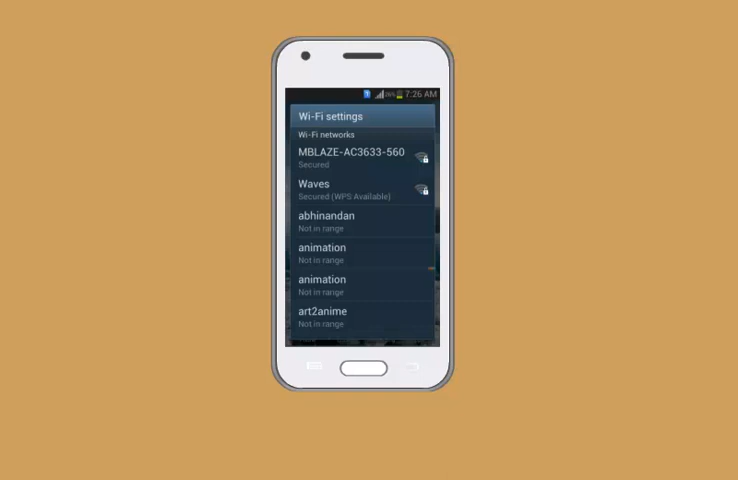 7:26 AM
Wi-Fi settings
Wi-Fi networks
MBLAZE-AC3633-560
Secured
Waves
Secured (WPS Available)
abhinandan
Not in range
animation
Not in range
animation
Not in range
art2anime
Not in range